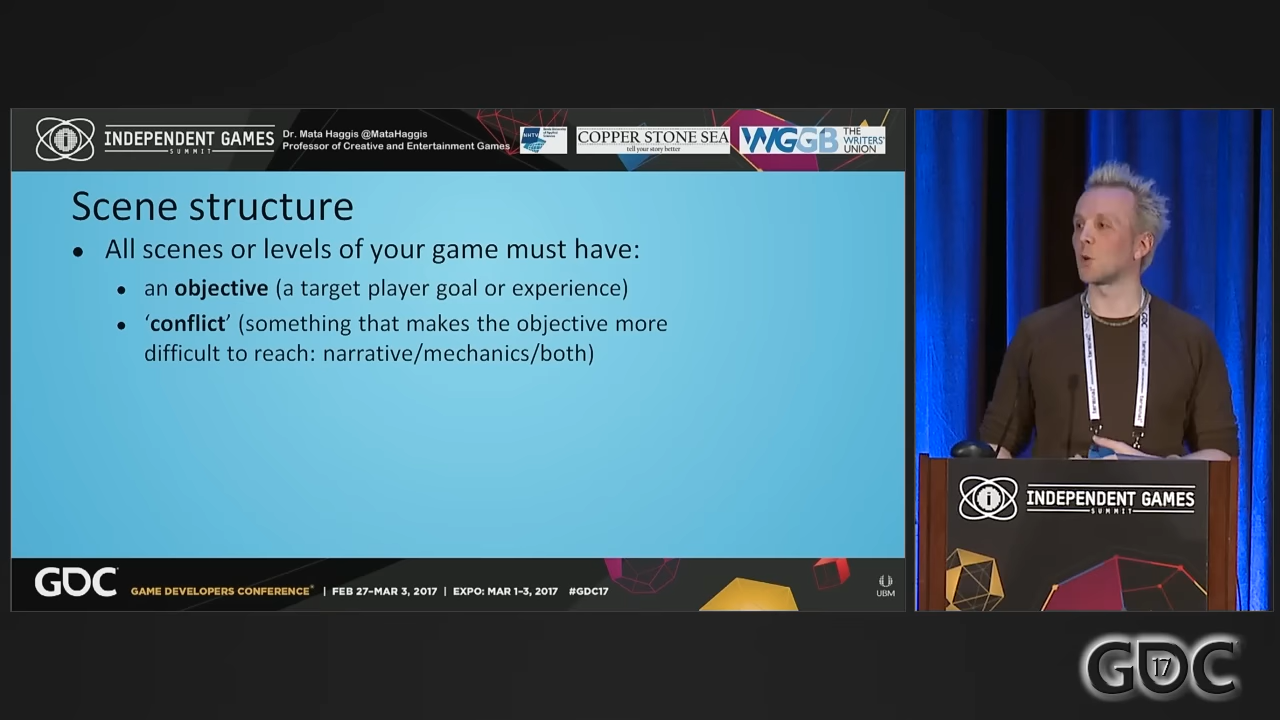 INDEPENDENT GAMES
SUMMIT
Dr. Mata Haggis @MataHaggis
Professor of Creative and Entertainment Games
NHTV
COPPER STONE SEA
tell your story better
WGGB
THE
WRITERS'
UNION
Scene structure
● All scenes or levels of your game must have:
● an objective (a target player goal or experience)
● ‘conflict’ (something that makes the objective more
difficult to reach: narrative/mechanics/both)
GDC
GAME DEVELOPERS CONFERENCE® | FEB 27–MAR 3, 2017 | EXPO: MAR 1–3, 2017 #GDC17
UBM
GDC
INDEPENDENT GAMES
SUMMIT
GDC
17